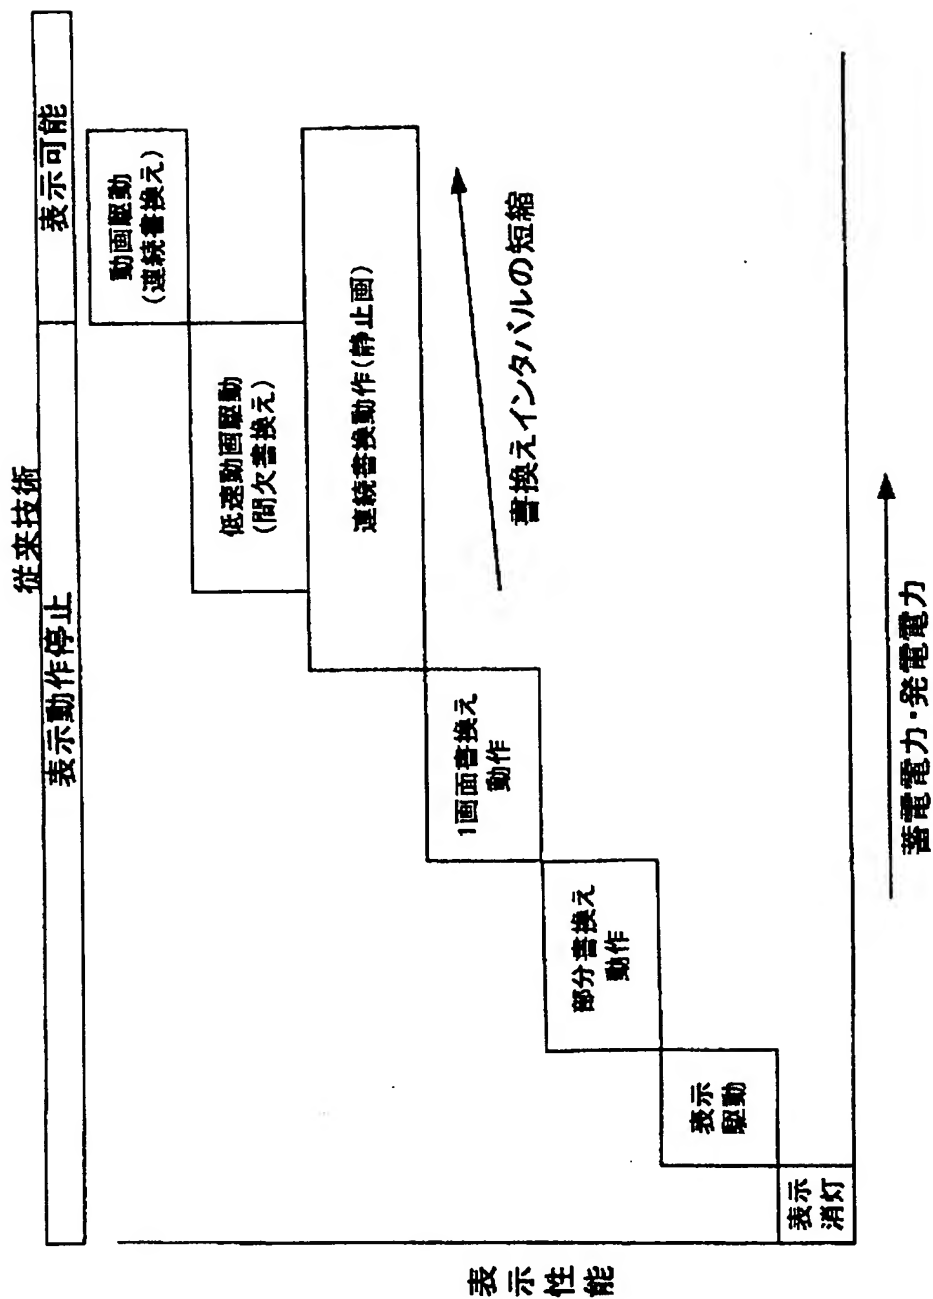 従来技術
表示動作停止
表示可能
動画駆動
(連続書換え)
低速動画駆動
(間欠書換え)
連続書換動作(静止画)
1画面書換え
動作
部分書換え
動作
表示
駆動
表示
消灯
書換えインタバルの短縮
表示性能
蓄電電力・発電電力